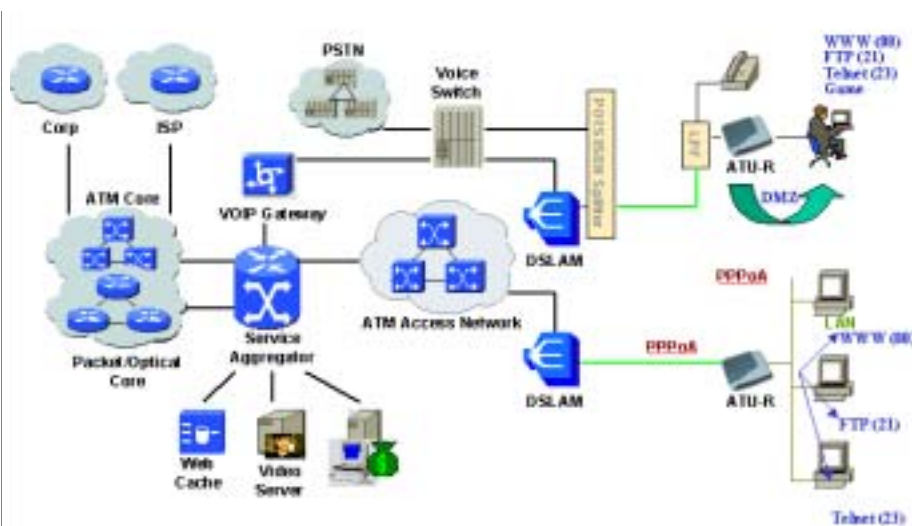 PSTN
Voice
Switch
WWW (80)
FTP (21)
Telnet (23)
Game
Corp
ISP
POTS/ISDN Splitter
LPF
ATU-R
ATM Core
VOIP Gateway
DMZ
DSLAM
PPPoA
ATM Access Network
LAN
Service
Aggregator
PPPoA
WWW (80)
Packet/Optical
Core
DSLAM
ATU-R
FTP (21)
Web
Cache
Video
Server
Telnet (23)